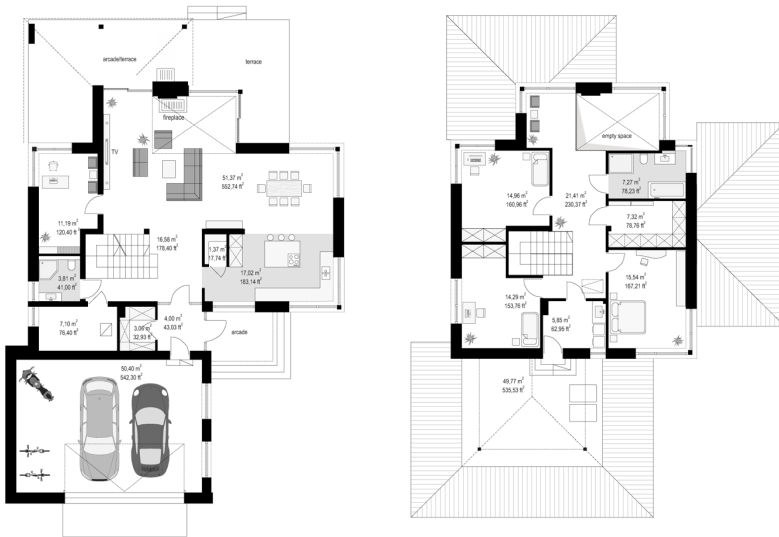 arcade/terrace
terrace
fireplace
TV
51,37 m²
552,74 ft²
11,19 m²
120,40 ft²
16,58 m²
178,40 ft²
1,37 m²
17,74 ft²
17,02 m²
183,14 ft²
3,81 m²
41,00 ft²
4,00 m²
43,03 ft²
7,10 m²
76,40 ft²
3,06 m²
32,93 ft²
arcade
50,40 m²
542,30 ft²
empty space
14,96 m²
160,96 ft²
21,41 m²
230,37 ft²
7,27 m²
78,23 ft²
7,32 m²
78,76 ft²
15,54 m²
167,21 ft²
14,29 m²
153,76 ft²
5,85 m²
62,95 ft²
49,77 m²
535,53 ft²